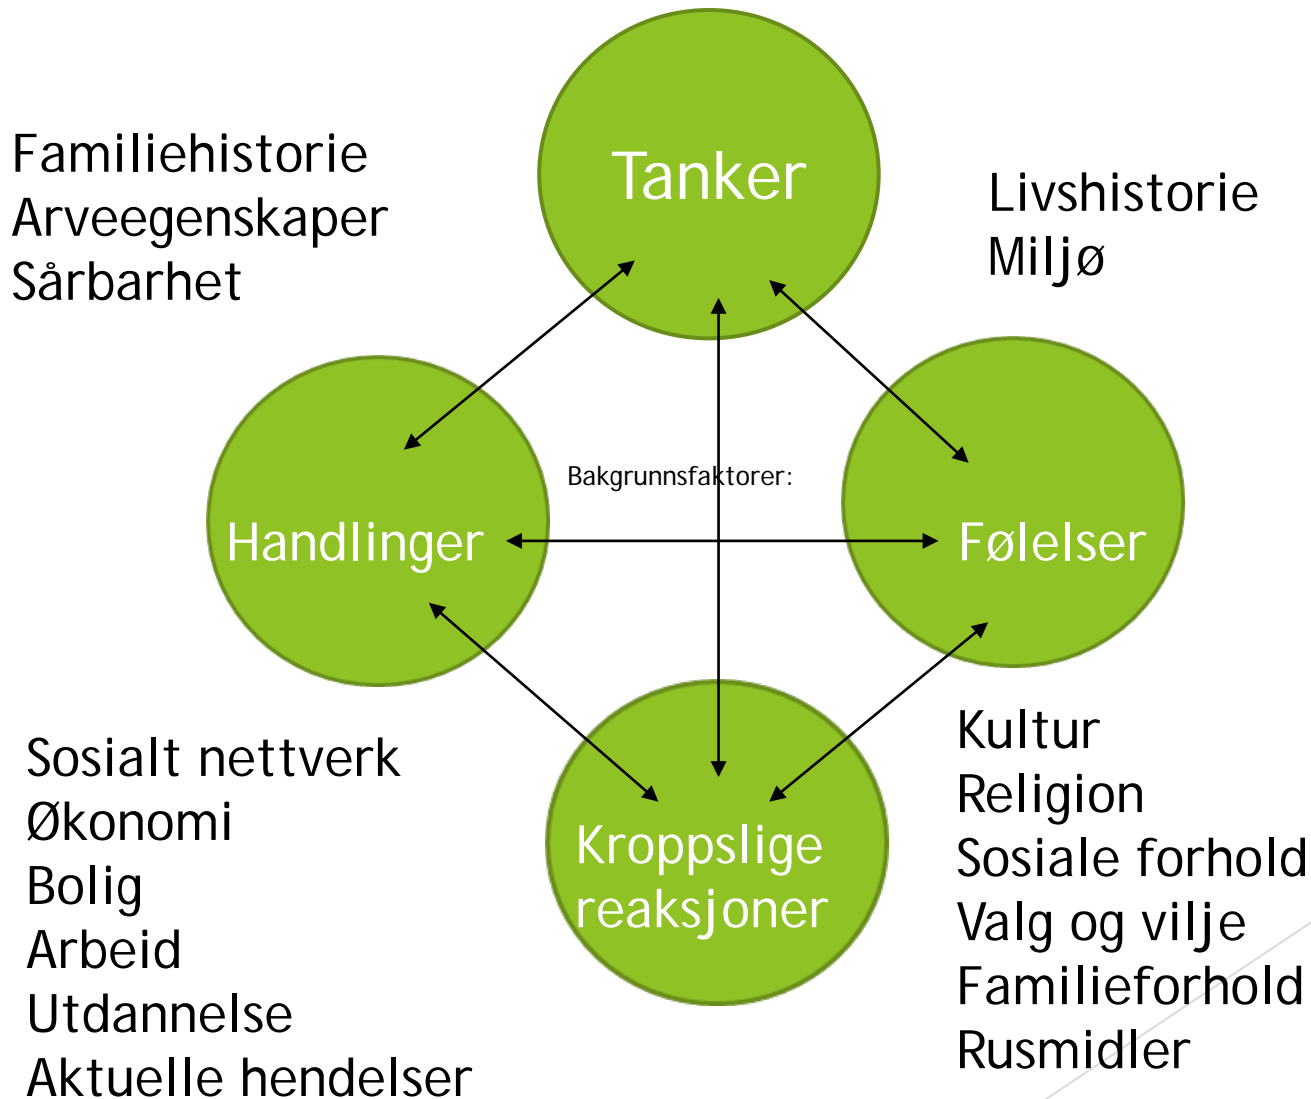 Tanker
Familiehistorie
Arveegenskaper
Sårbarhet
Livshistorie
Miljø
Bakgrunnsfaktorer:
Handlinger
Følelser
Kroppslige
reaksjoner
Sosialt nettverk
Økonomi
Bolig
Arbeid
Utdannelse
Aktuelle hendelser
Kultur
Religion
Sosiale forhold
Valg og vilje
Familieforhold
Rusmidler